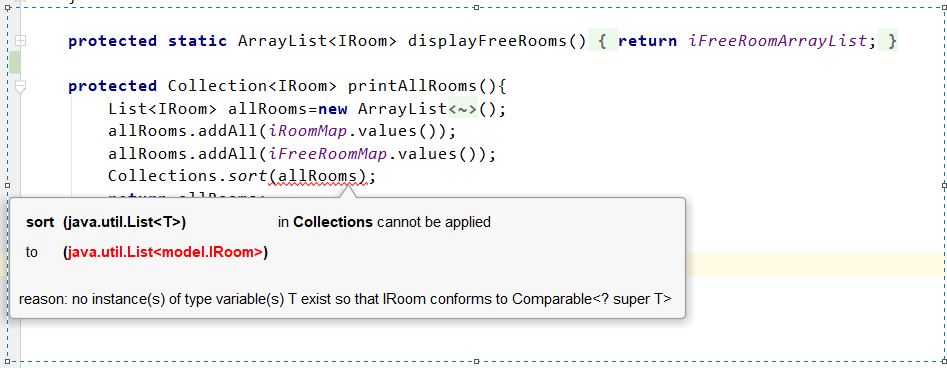 protected static ArrayList<IRoom> displayFreeRooms() { return iFreeRoomArrayList; }
protected Collection<IRoom> printAllRooms(){
List<IRoom> allRooms=new ArrayList<~>();
allRooms.addAll(iRoomMap.values());
allRooms.addAll(iFreeRoomMap.values());
Collections.sort(allRooms);
sort (java.util.List<T>) in Collections cannot be applied
to (java.util.List<model.IRoom>)
reason: no instance(s) of type variable(s) T exist so that IRoom conforms to Comparable<? super T>